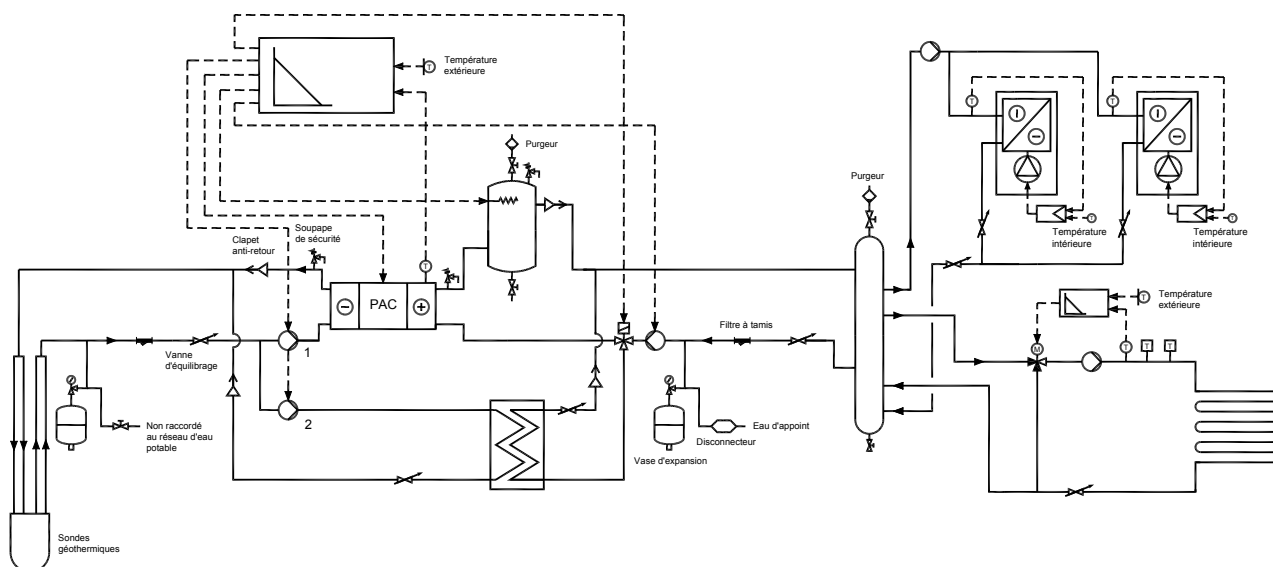 Température
extérieure
Purgeur
Soupape
de sécurité
Clapet
anti-retour
PAC
T
T
1
2
Vanne
d'équilibrage
Non raccordé
au réseau d'eau
potable
Sondes
géothermiques
Filtre à tamis
Eau d'appoint
Disconnecteur
Vase d'expansion
Purgeur
T
T
T
T
Température
intérieure
Température
intérieure
Température
extérieure
T
M
T
T
T